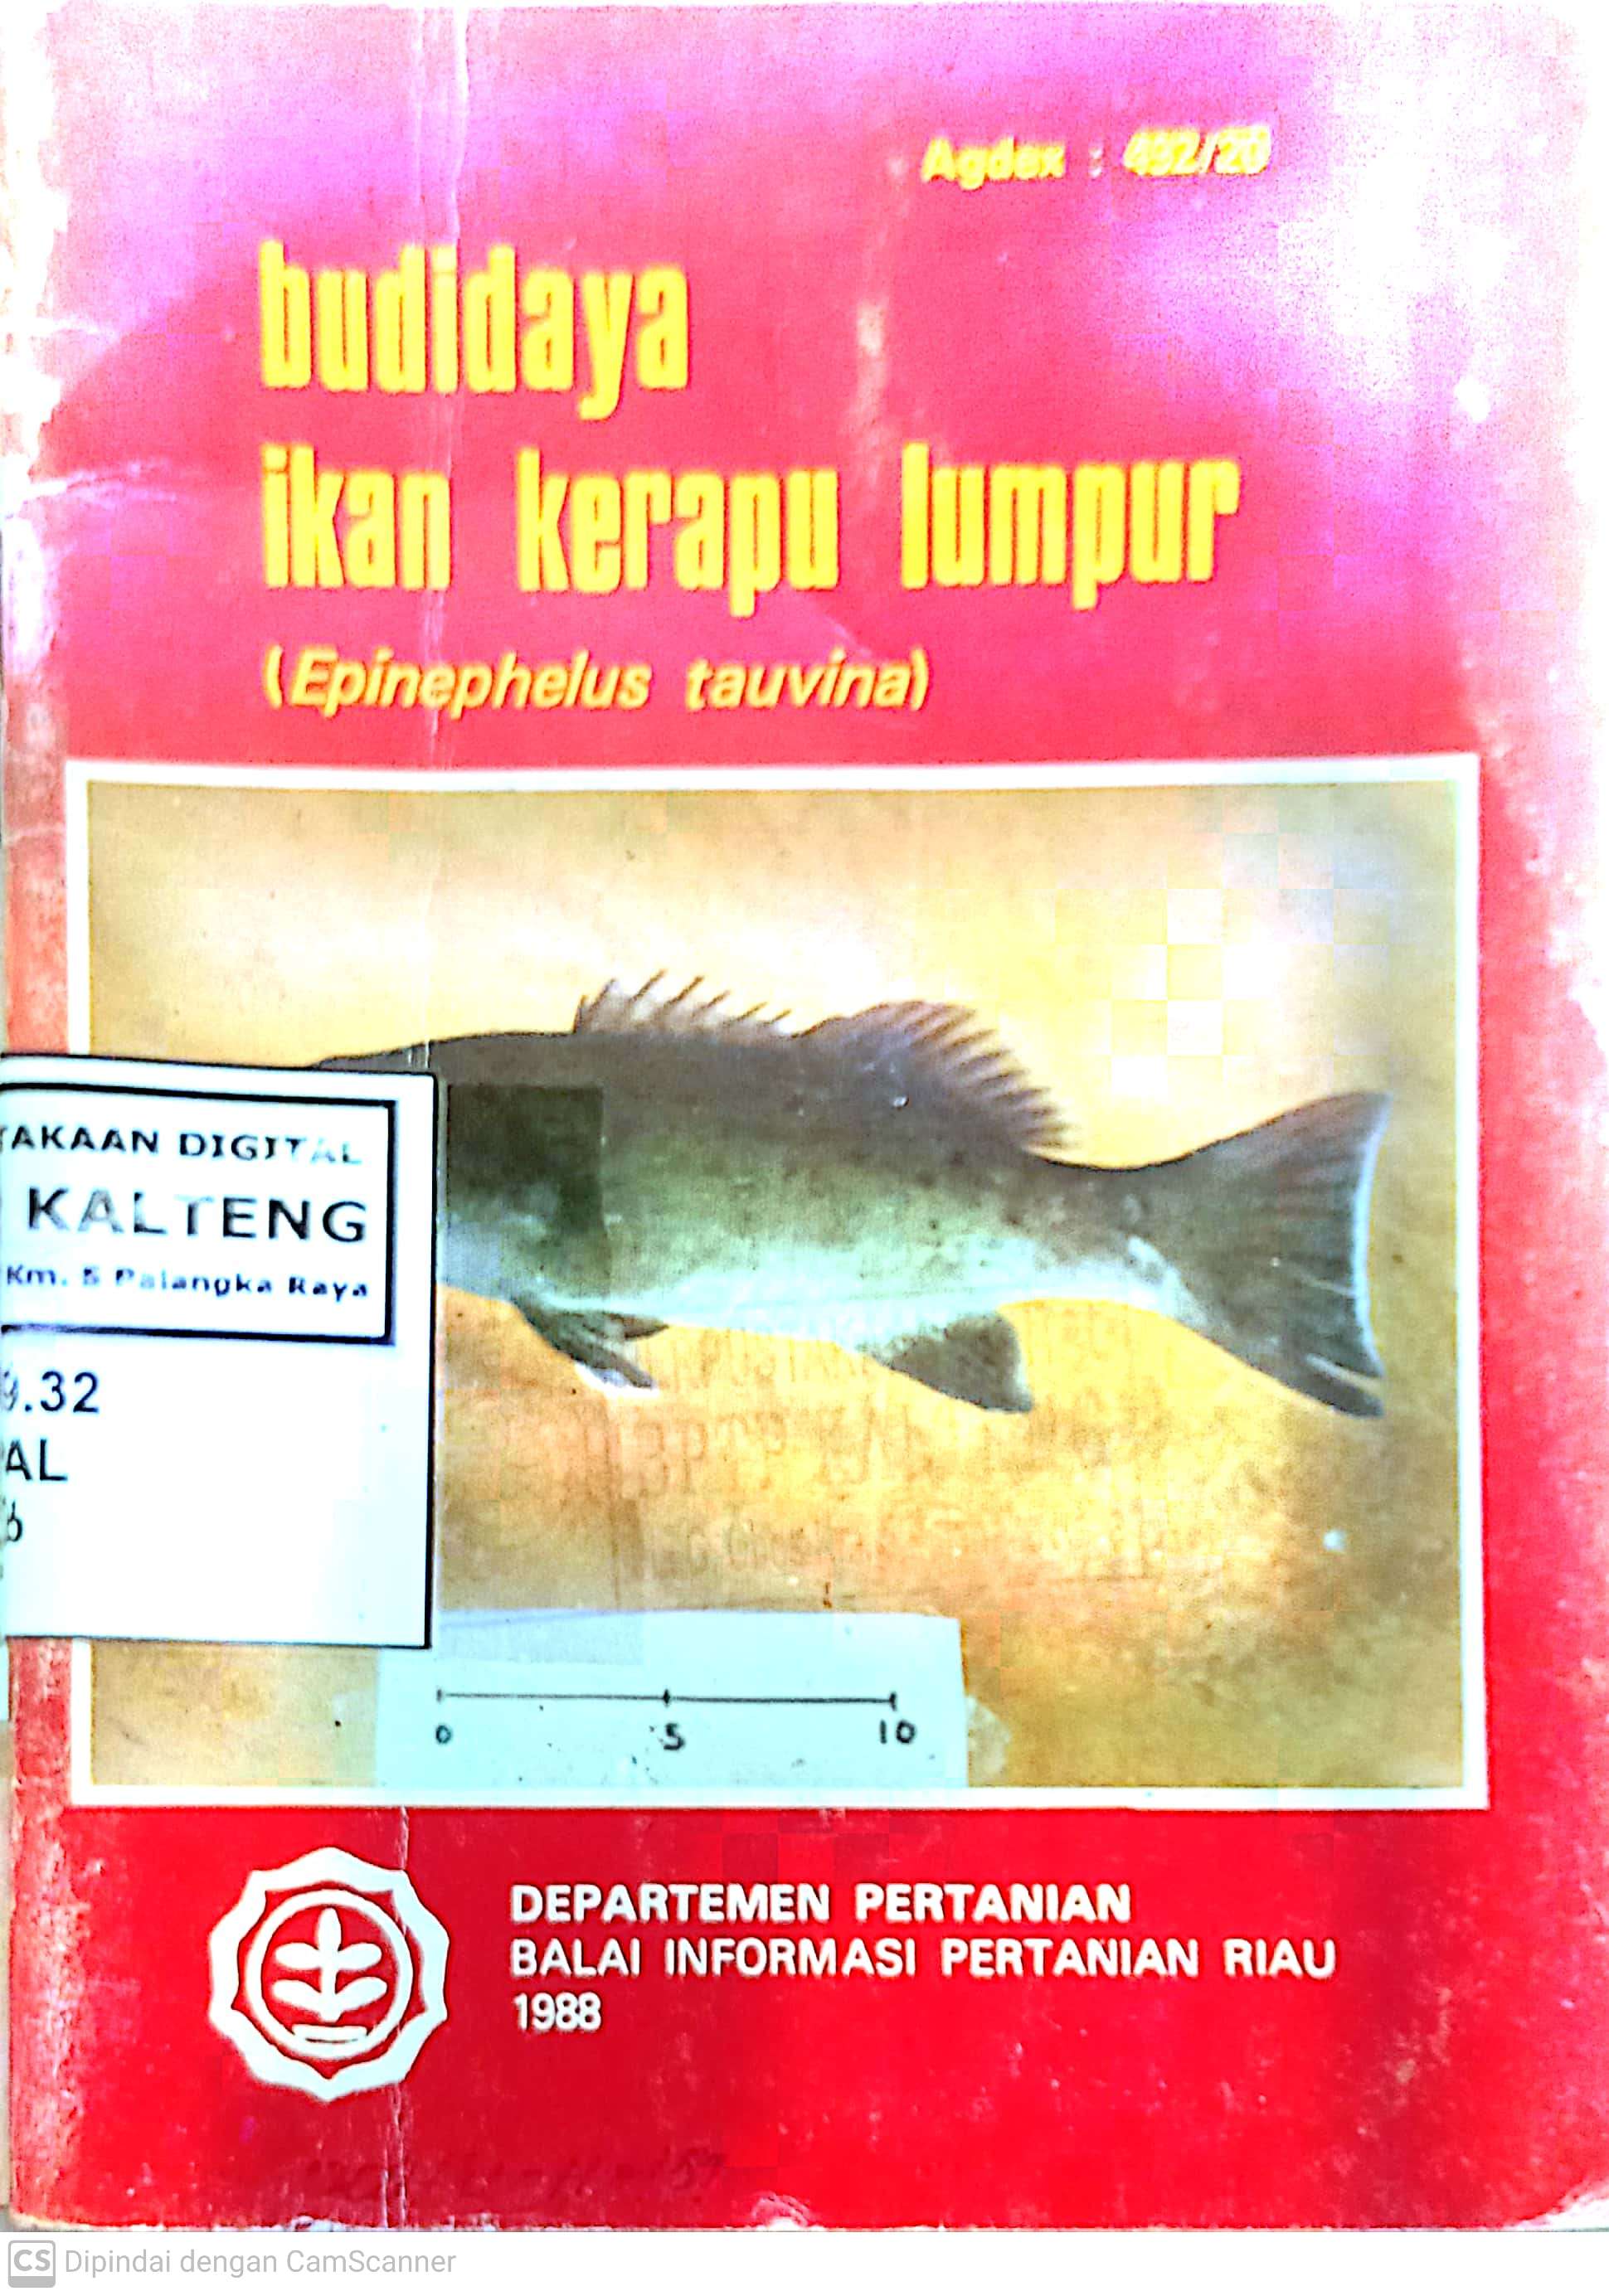 Agdex : 492/20
budidaya
ikan kerapu lumpur
(Epinephelus tauvina)
TAKAAN DIGITAL
KALTENG
Km. 5 Palangka Raya
9.32
AL
0 5 10
DEPARTEMEN PERTANIAN
BALAI INFORMASI PERTANIAN RIAU
1988
CS Dipindai dengan CamScanner